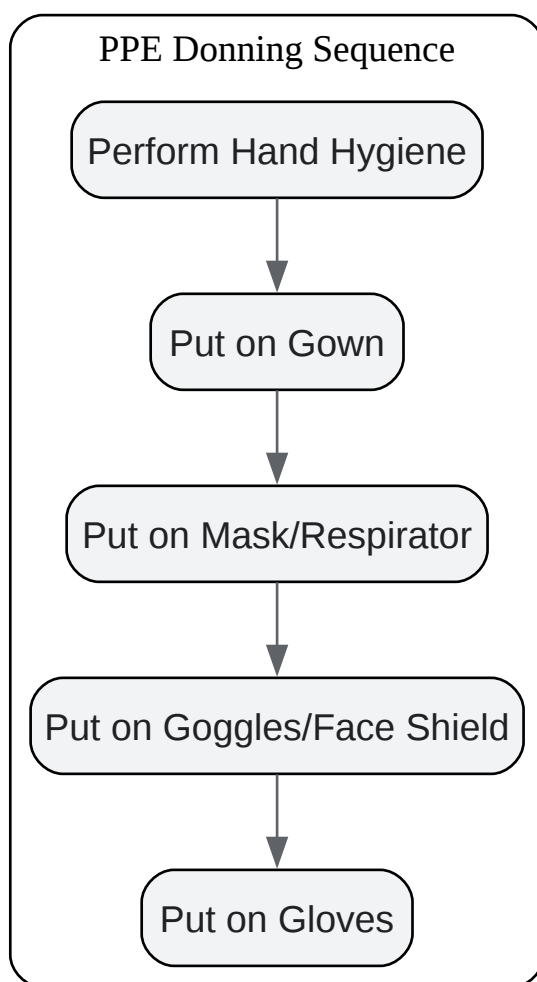 PPE Donning Sequence
Perform Hand Hygiene
Put on Gown
Put on Mask/Respirator
Put on Goggles/Face Shield
Put on Gloves